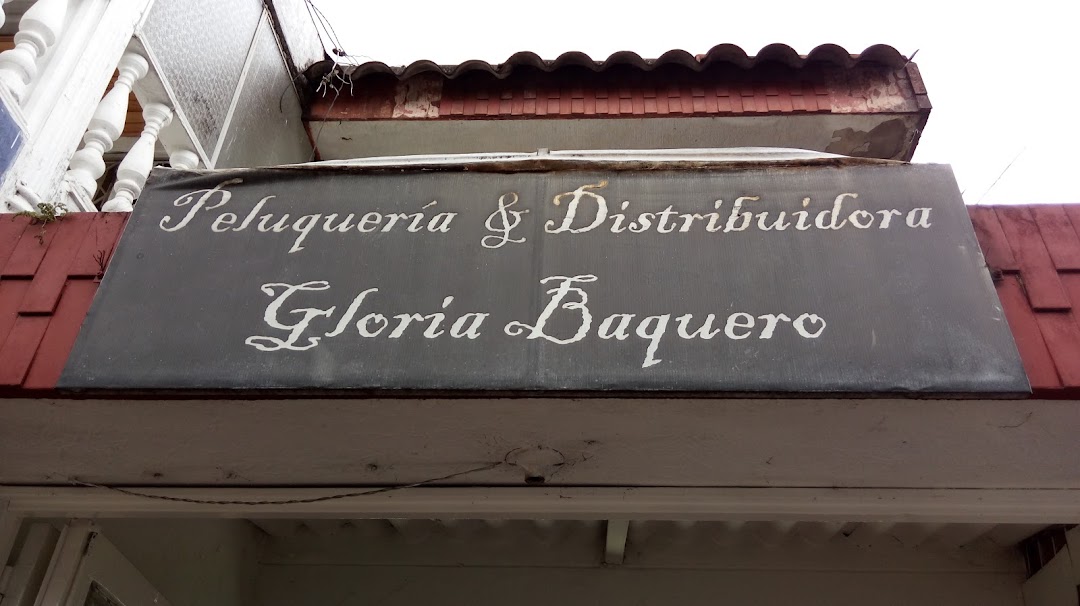 Peluquería & Distribuidora
Gloria Baquero